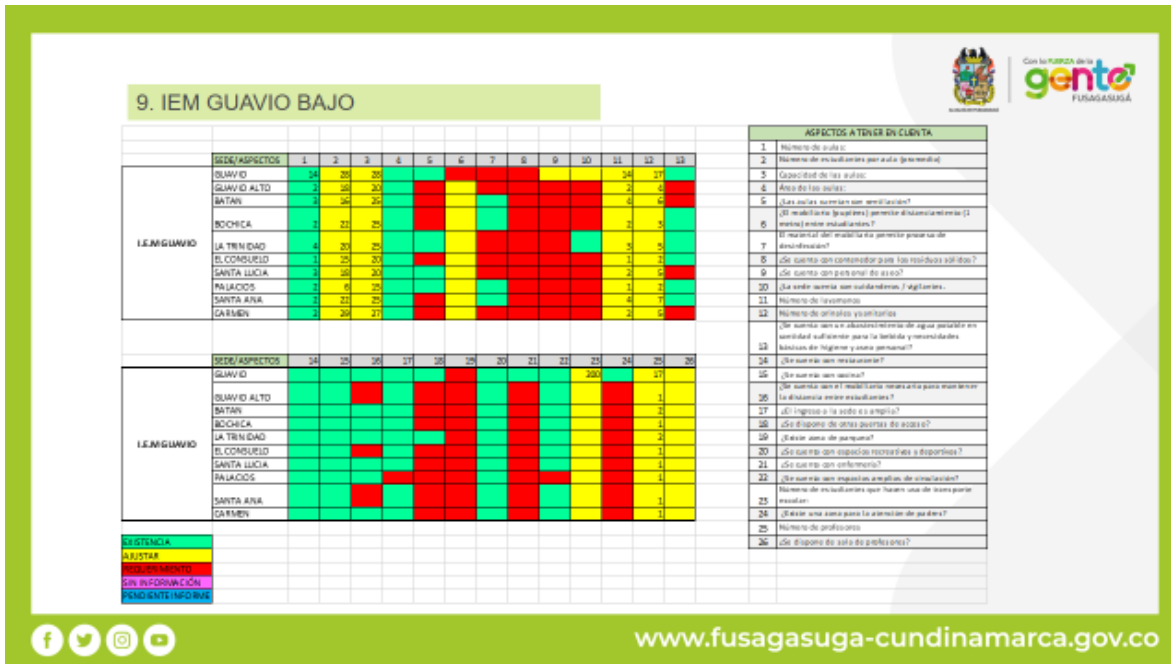 Con la FUERZA de la
gente
FUSAGASUGÁ
9. IEM GUAVIO BAJO
SEDE/ASPECTOS 1 2 3 4 5 6 7 8 9 10 11 12 13
I.E.M GUAVIO
GUAVIO 14 28 28 14 17
GUAVIO ALTO 2 18 20 2 4
BATAN 3 16 25 4 6
BOCHICA 2 22 25 2 3
LA TRINIDAD 4 20 25 3 5
EL CONSUELO 1 15 20 1 2
SANTA LUCIA 3 18 20 2 5
PALACIOS 2 6 15 1 2
SANTA ANA 2 22 25 4 7
CARMEN 2 29 27 2 5
SEDE/ASPECTOS 14 15 16 17 18 19 20 21 22 23 24 25 26
I.E.M GUAVIO
GUAVIO 200 17
GUAVIO ALTO 1
BATAN 2
BOCHICA 1
LA TRINIDAD 2
EL CONSUELO 1
SANTA LUCIA 1
PALACIOS 1
SANTA ANA 1
CARMEN 1
EXISTENCIA
AJUSTAR
REQUERIMIENTO
SIN INFORMACIÓN
PENDIENTE INFORME
ASPECTOS A TENER EN CUENTA
1 Número de aulas:
2 Número de estudiantes por aula (promedio)
3 Capacidad de las aulas:
4 Área de las aulas:
5 ¿Las aulas cuentan con ventilación?
6 ¿El mobiliario (pupitres) permite distanciamiento (1
metro) entre estudiantes?
7 El material del mobiliario permite proceso de
desinfección?
8 ¿Se cuenta con contenedor para los residuos sólidos?
9 ¿Se cuenta con personal de aseo?
10 ¿La sede cuenta con cuidanderos / vigilantes.
11 Número de lavamanos
12 Número de orinales y sanitarios
13 ¿Se cuenta con un abastecimiento de agua potable en
cantidad suficiente para la bebida y necesidades
básicas de higiene y aseo personal?
14 ¿Se cuenta con restaurante?
15 ¿Se cuenta con cocina?
16 ¿Se cuenta con el mobiliario necesario para mantener
la distancia entre estudiantes?
17 ¿El ingreso a la sede es amplio?
18 ¿Se dispone de otras puertas de acceso?
19 ¿Existe zona de parqueo?
20 ¿Se cuenta con espacios recreativos y deportivos?
21 ¿Se cuenta con enfermería?
22 ¿Se cuenta con espacios amplios de circulación?
23 Número de estudiantes que hacen uso de transporte
escolar:
24 ¿Existe una zona para la atención de padres?
25 Número de profesores
26 ¿Se dispone de sala de profesores?
www.fusagasuga-cundinamarca.gov.co